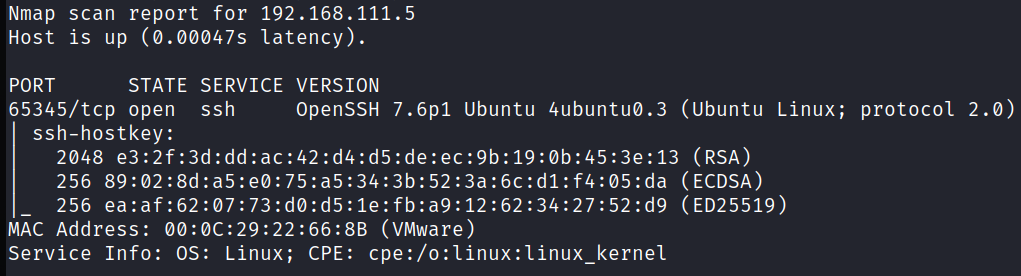 Nmap scan report for 192.168.111.5
Host is up (0.00047s latency).
PORT      STATE SERVICE VERSION
65345/tcp open  ssh     OpenSSH 7.6p1 Ubuntu 4ubuntu0.3 (Ubuntu Linux; protocol 2.0)
| ssh-hostkey:
|   2048 e3:2f:3d:dd:ac:42:d4:d5:de:ec:9b:19:0b:45:3e:13 (RSA)
|   256 89:02:8d:a5:e0:75:a5:34:3b:52:3a:6c:d1:f4:05:da (ECDSA)
|_  256 ea:af:62:07:73:d0:d5:1e:fb:a9:12:62:34:27:52:d9 (ED25519)
MAC Address: 00:0C:29:22:66:8B (VMware)
Service Info: OS: Linux; CPE: cpe:/o:linux:linux_kernel